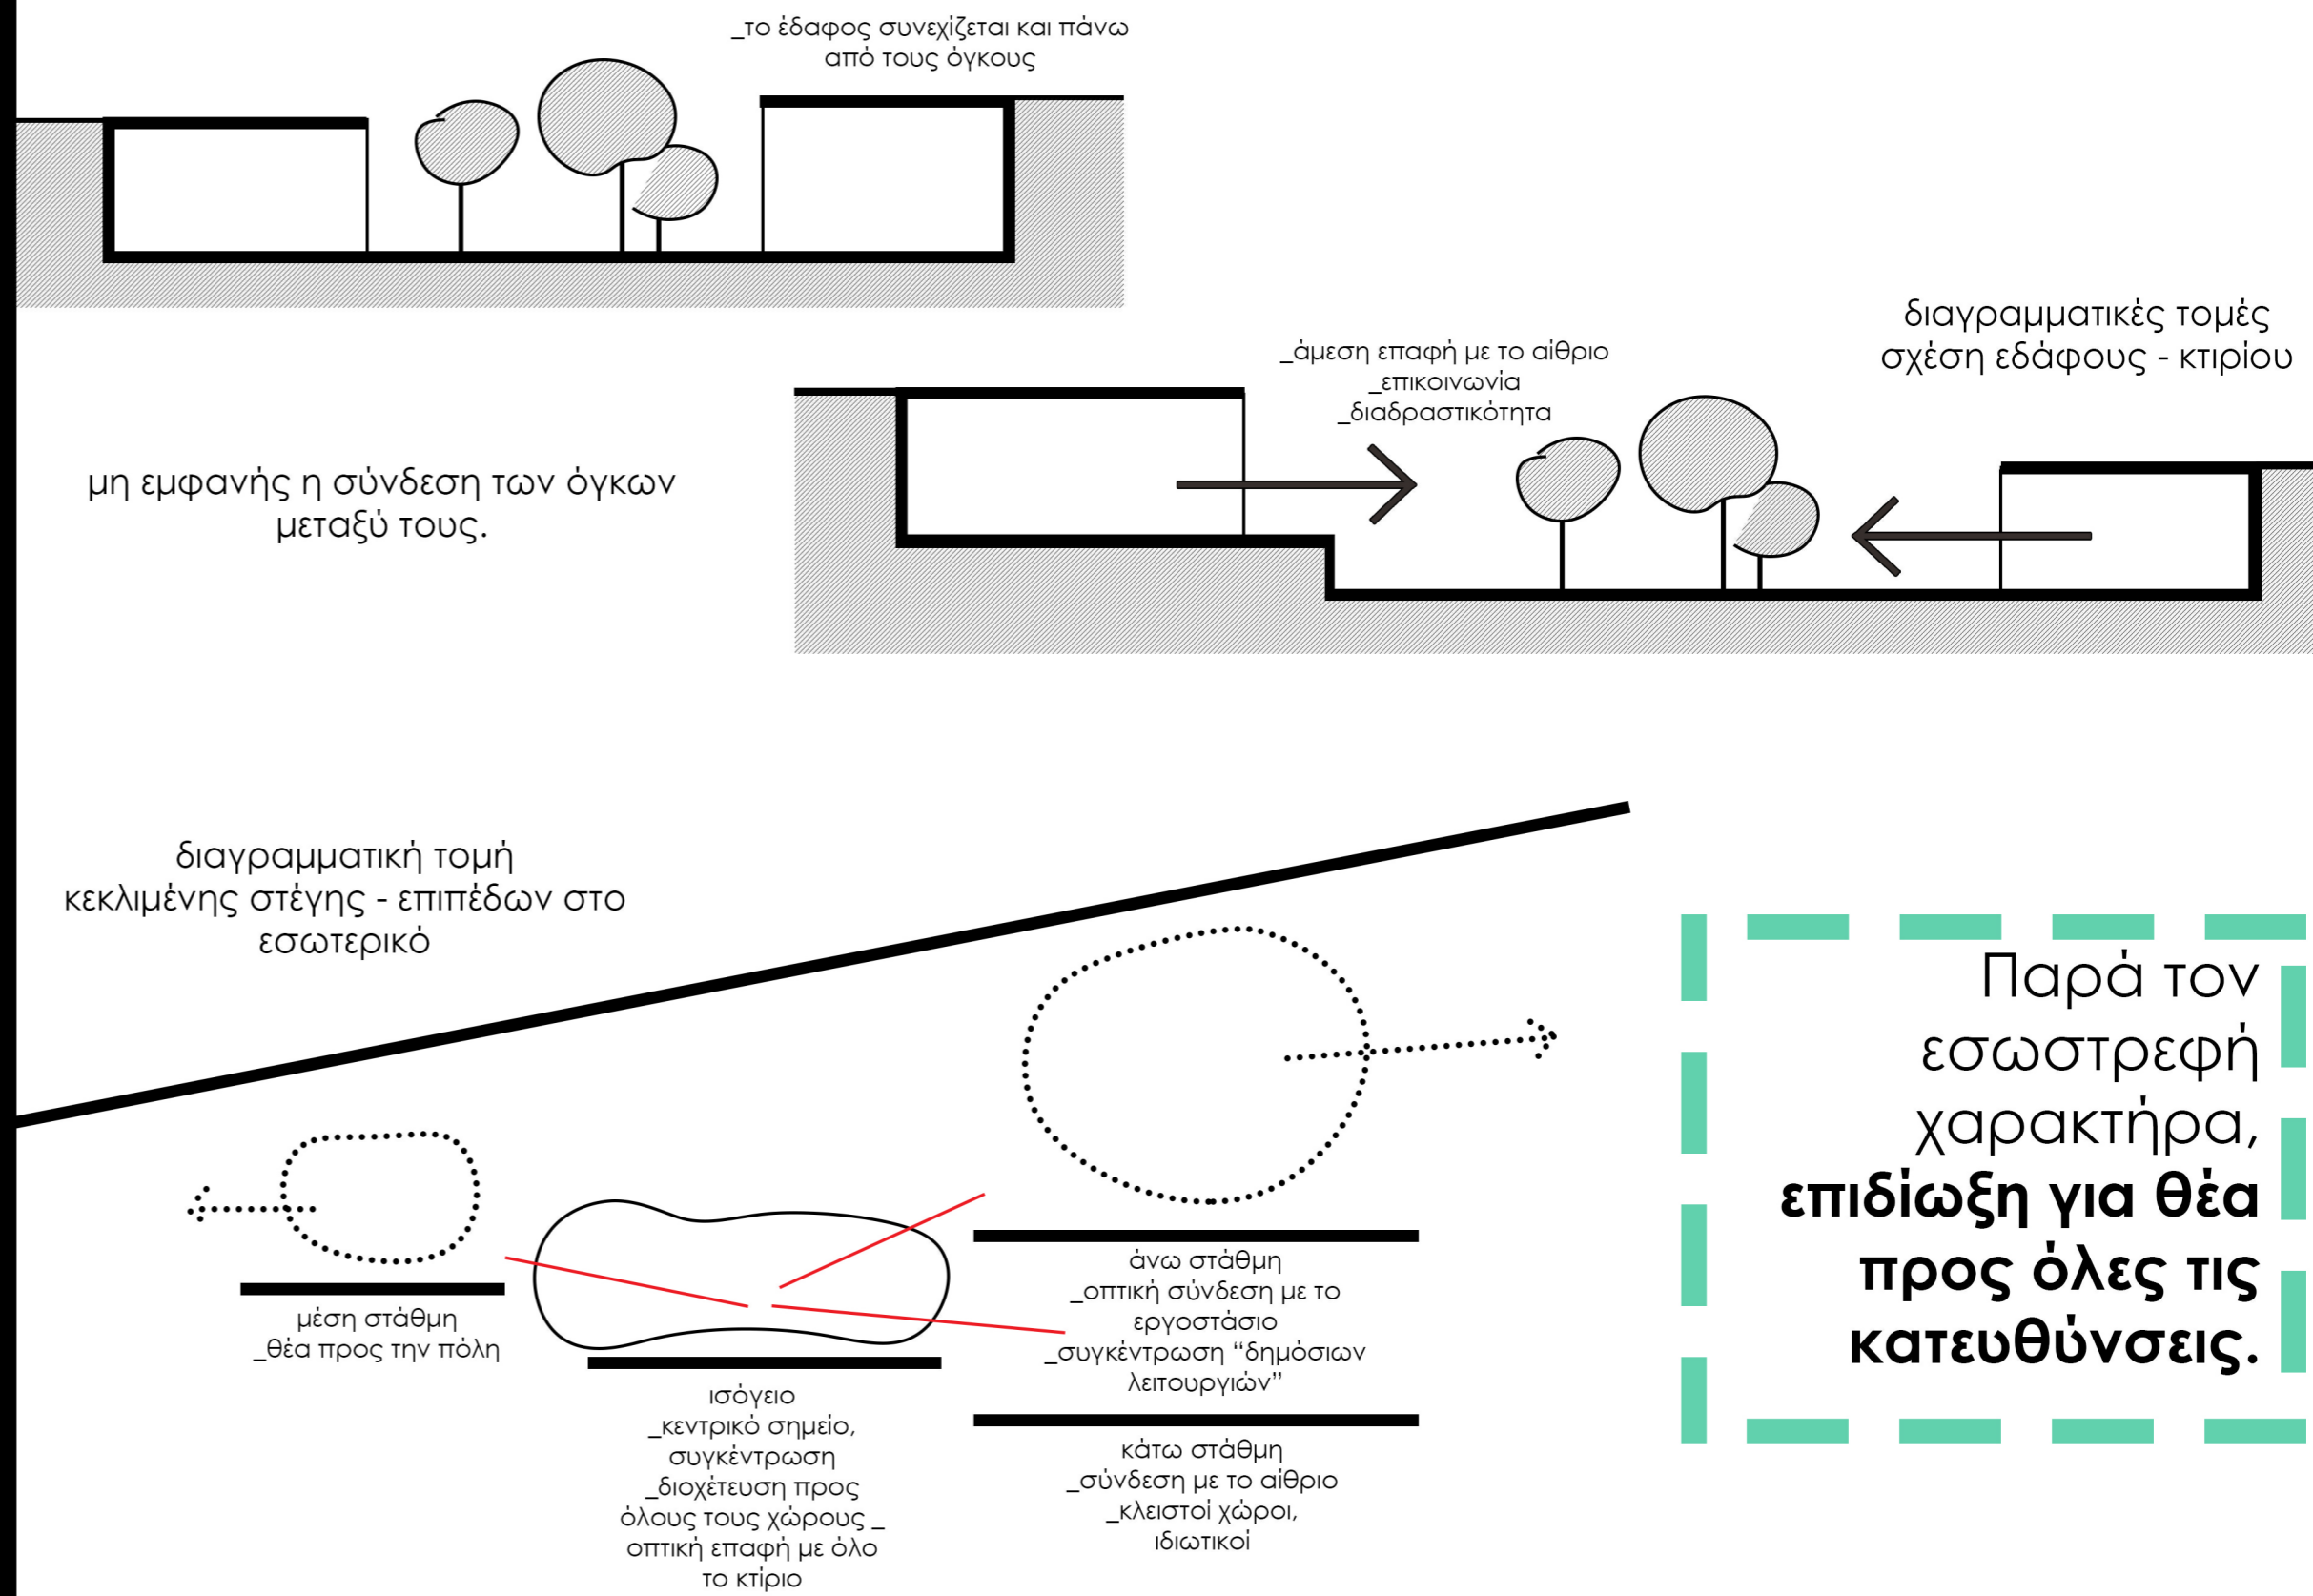 _το έδαφος συνεχίζεται και πάνω
από τους όγκους
διαγραμματικές τομές
σχέση εδάφους - κτιρίου
_άμεση επαφή με το αίθριο
_επικοινωνία
_διαδραστικότητα
μη εμφανής η σύνδεση των όγκων
μεταξύ τους.
διαγραμματική τομή
κεκλιμένης στέγης - επιπέδων στο
εσωτερικό
Παρά τον
εσωστρεφή
χαρακτήρα,
επιδίωξη για θέα
προς όλες τις
κατευθύνσεις.
μέση στάθμη
_θέα προς την πόλη
ισόγειο
_κεντρικό σημείο,
συγκέντρωση
_διοχέτευση προς
όλους τους χώρους _
οπτική επαφή με όλο
το κτίριο
άνω στάθμη
_οπτική σύνδεση με το
εργοστάσιο
_συγκέντρωση “δημόσιων
λειτουργιών”
κάτω στάθμη
_σύνδεση με το αίθριο
_κλειστοί χώροι,
ιδιωτικοί